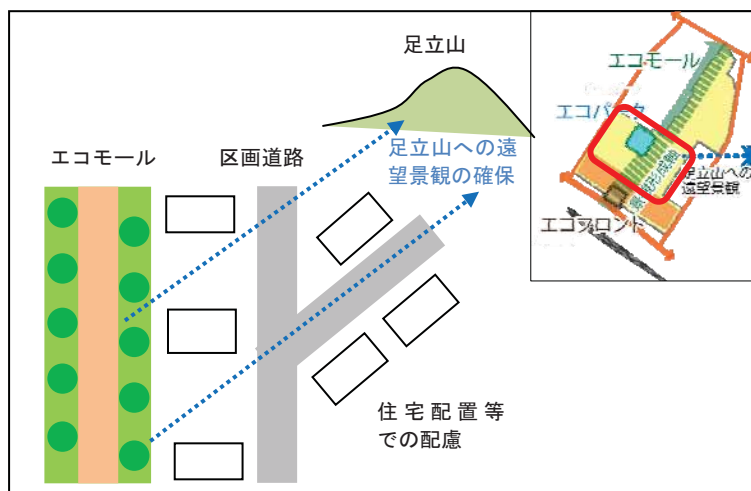 足立山
エコモール
区画道路
足立山への遠
望景観の確保
住宅配置等
での配慮
エコモール
エコパーク
足立山への
遠望景観
エコフロント